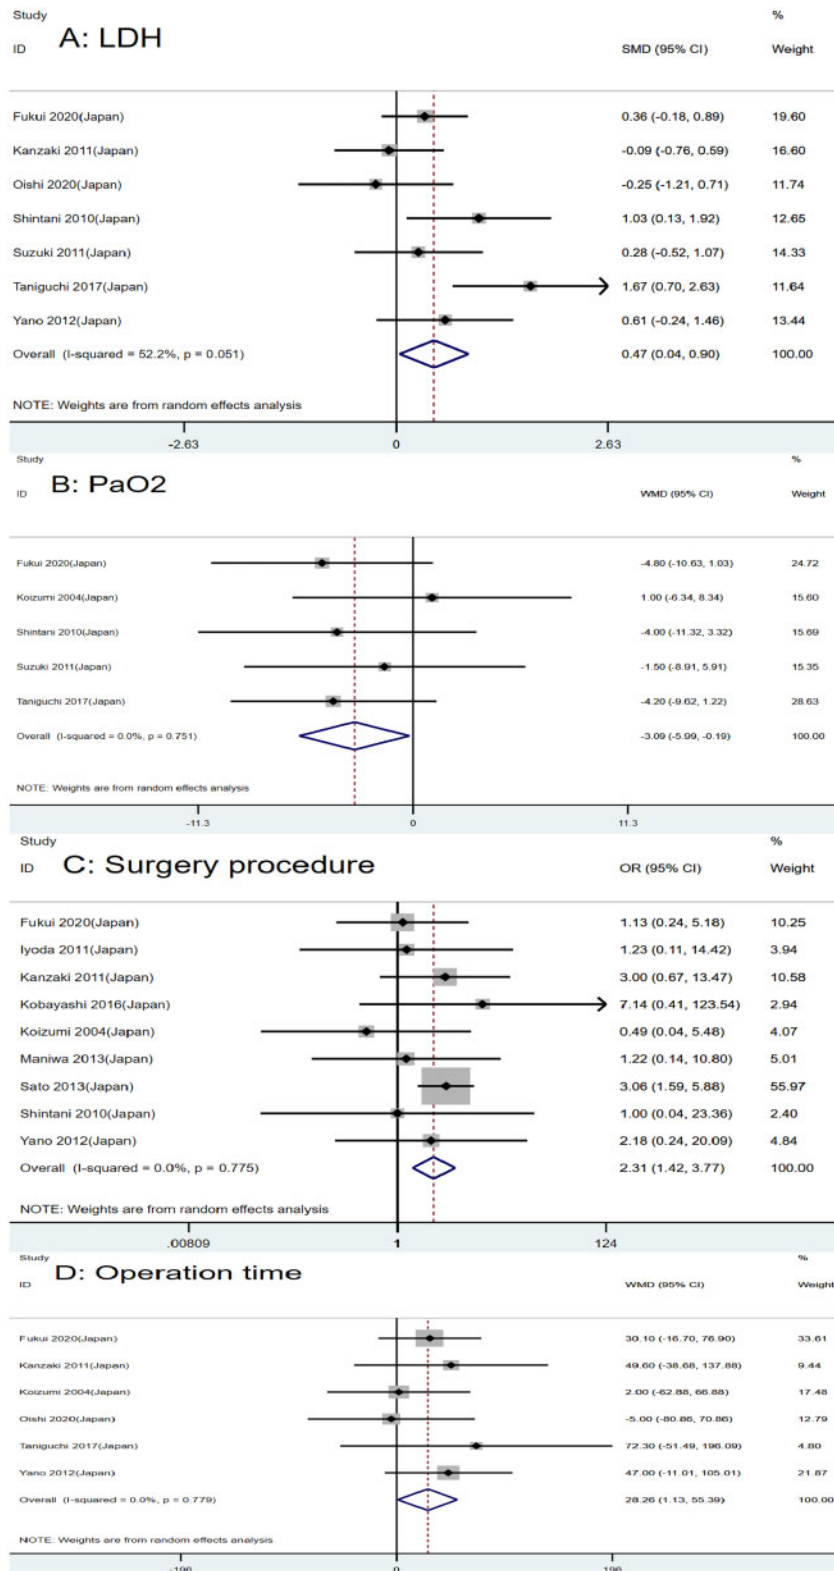 Study %
ID A: LDH SMD (95% CI) Weight
Fukui 2020(Japan) 0.36 (-0.18, 0.89) 19.60
Kanzaki 2011(Japan) -0.09 (-0.76, 0.59) 16.60
Oishi 2020(Japan) -0.25 (-1.21, 0.71) 11.74
Shintani 2010(Japan) 1.03 (0.13, 1.92) 12.65
Suzuki 2011(Japan) 0.28 (-0.52, 1.07) 14.33
Taniguchi 2017(Japan) 1.67 (0.70, 2.63) 11.64
Yano 2012(Japan) 0.61 (-0.24, 1.46) 13.44
Overall (I-squared = 52.2%, p = 0.051) 0.47 (0.04, 0.90) 100.00
NOTE: Weights are from random effects analysis
-2.63 0 2.63
Study %
ID B: PaO2 WMD (95% CI) Weight
Fukui 2020(Japan) -4.80 (-10.63, 1.03) 24.72
Koizumi 2004(Japan) 1.00 (-6.34, 8.34) 15.60
Shintani 2010(Japan) -4.00 (-11.32, 3.32) 15.69
Suzuki 2011(Japan) -1.50 (-8.91, 5.91) 15.35
Taniguchi 2017(Japan) -4.20 (-9.62, 1.22) 28.63
Overall (I-squared = 0.0%, p = 0.751) -3.09 (-5.99, -0.19) 100.00
NOTE: Weights are from random effects analysis
-11.3 0 11.3
Study %
ID C: Surgery procedure OR (95% CI) Weight
Fukui 2020(Japan) 1.13 (0.24, 5.18) 10.25
Iyoda 2011(Japan) 1.23 (0.11, 14.42) 3.94
Kanzaki 2011(Japan) 3.00 (0.67, 13.47) 10.58
Kobayashi 2016(Japan) 7.14 (0.41, 123.54) 2.94
Koizumi 2004(Japan) 0.49 (0.04, 5.48) 4.07
Maniwa 2013(Japan) 1.22 (0.14, 10.80) 5.01
Sato 2013(Japan) 3.06 (1.59, 5.88) 55.97
Shintani 2010(Japan) 1.00 (0.04, 23.36) 2.40
Yano 2012(Japan) 2.18 (0.24, 20.09) 4.84
Overall (I-squared = 0.0%, p = 0.775) 2.31 (1.42, 3.77) 100.00
NOTE: Weights are from random effects analysis
.00809 1 124
Study %
ID D: Operation time WMD (95% CI) Weight
Fukui 2020(Japan) 30.10 (-16.70, 76.90) 33.61
Kanzaki 2011(Japan) 49.60 (-38.68, 137.88) 9.44
Koizumi 2004(Japan) 2.00 (-62.88, 66.88) 17.48
Oishi 2020(Japan) -5.00 (-80.86, 70.86) 12.79
Taniguchi 2017(Japan) 72.30 (-51.49, 196.09) 4.80
Yano 2012(Japan) 47.00 (-11.01, 105.01) 21.87
Overall (I-squared = 0.0%, p = 0.779) 28.26 (1.13, 55.39) 100.00
NOTE: Weights are from random effects analysis
-196 0 196